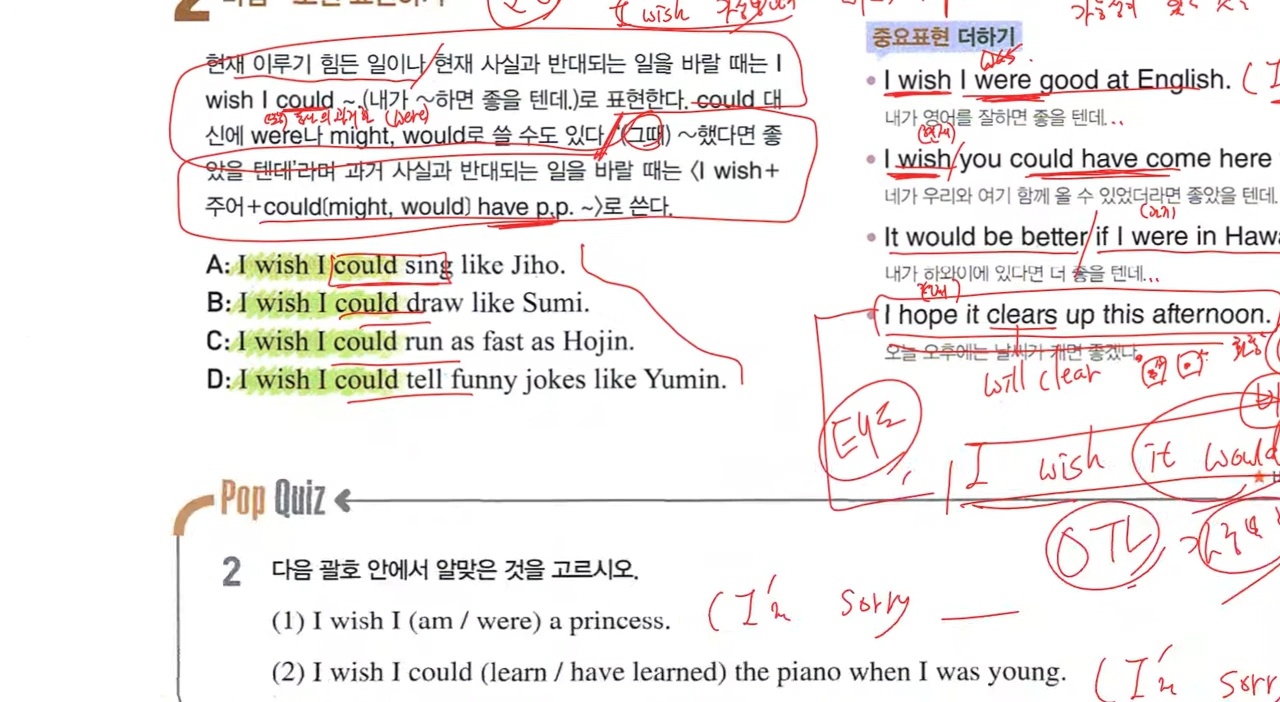 I wish 가능
현재 이루기 힘든 일이나 현재 사실과 반대되는 일을 바랄 때는 I
wish I could ~.(내가 ~하면 좋을 텐데.)로 표현한다. could 대
(were)
신에 were나 might, would로 쓸 수도 있다. '(그때) ~했다면 좋
았을 텐데'라며 과거 사실과 반대되는 일을 바랄 때는 〈I wish+
주어+could(might, would) have p.p. ~〉로 쓴다.
A: I wish I could sing like Jiho.
B: I wish I could draw like Sumi.
C: I wish I could run as fast as Hojin.
D: I wish I could tell funny jokes like Yumin.
중요표현 더하기
was
I wish I were good at English. (I
내가 영어를 잘하면 좋을 텐데...
(현재)
I wish you could have come here
네가 우리와 여기 함께 올 수 있었더라면 좋았을 텐데.
(과거)
It would be better if I were in Hawa
내가 하와이에 있다면 더 좋을 텐데...
I hope it clears up this afternoon.
오늘 오후에는 날씨가 개면 좋겠다.
will clear
I wish it would
OTL
Pop Quiz
2 다음 괄호 안에서 알맞은 것을 고르시오.
(1) I wish I (am / were) a princess. (I'm sorry
(2) I wish I could (learn / have learned) the piano when I was young. (I'm sorry